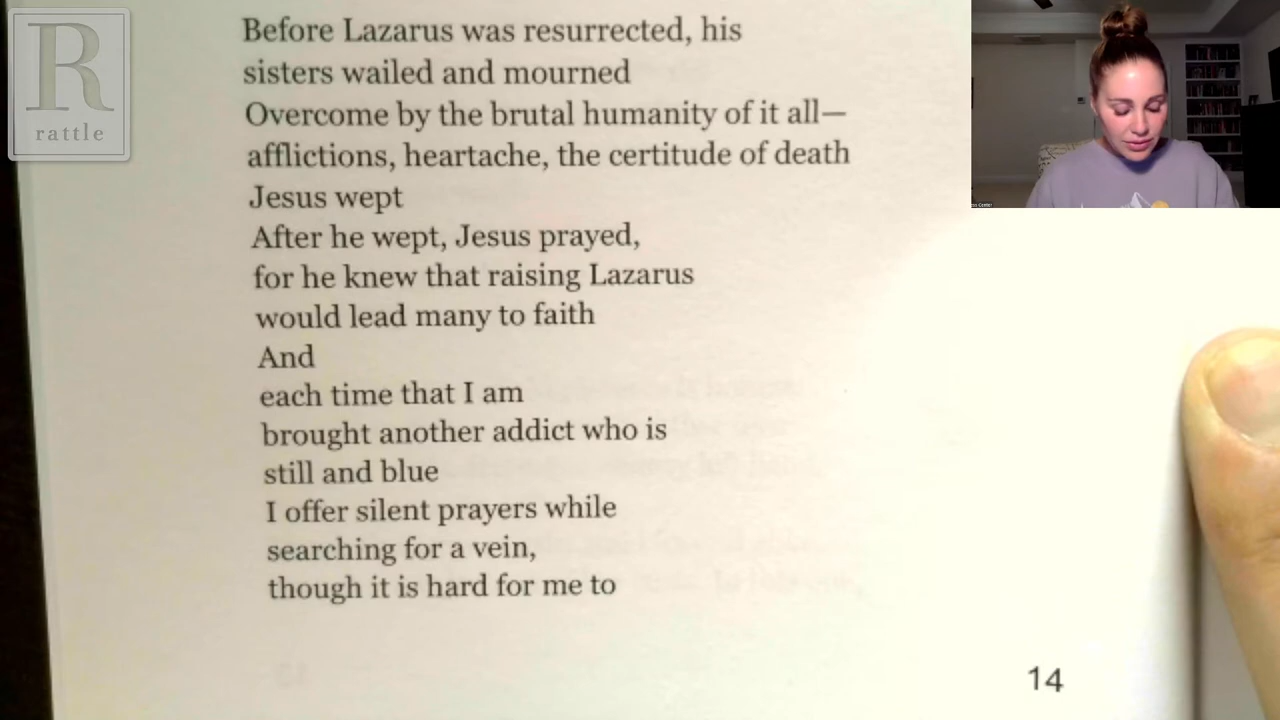 R
rattle
Before Lazarus was resurrected, his
sisters wailed and mourned
Overcome by the brutal humanity of it all—
afflictions, heartache, the certitude of death
Jesus wept
After he wept, Jesus prayed,
for he knew that raising Lazarus
would lead many to faith
And
each time that I am
brought another addict who is
still and blue
I offer silent prayers while
searching for a vein,
though it is hard for me to
14